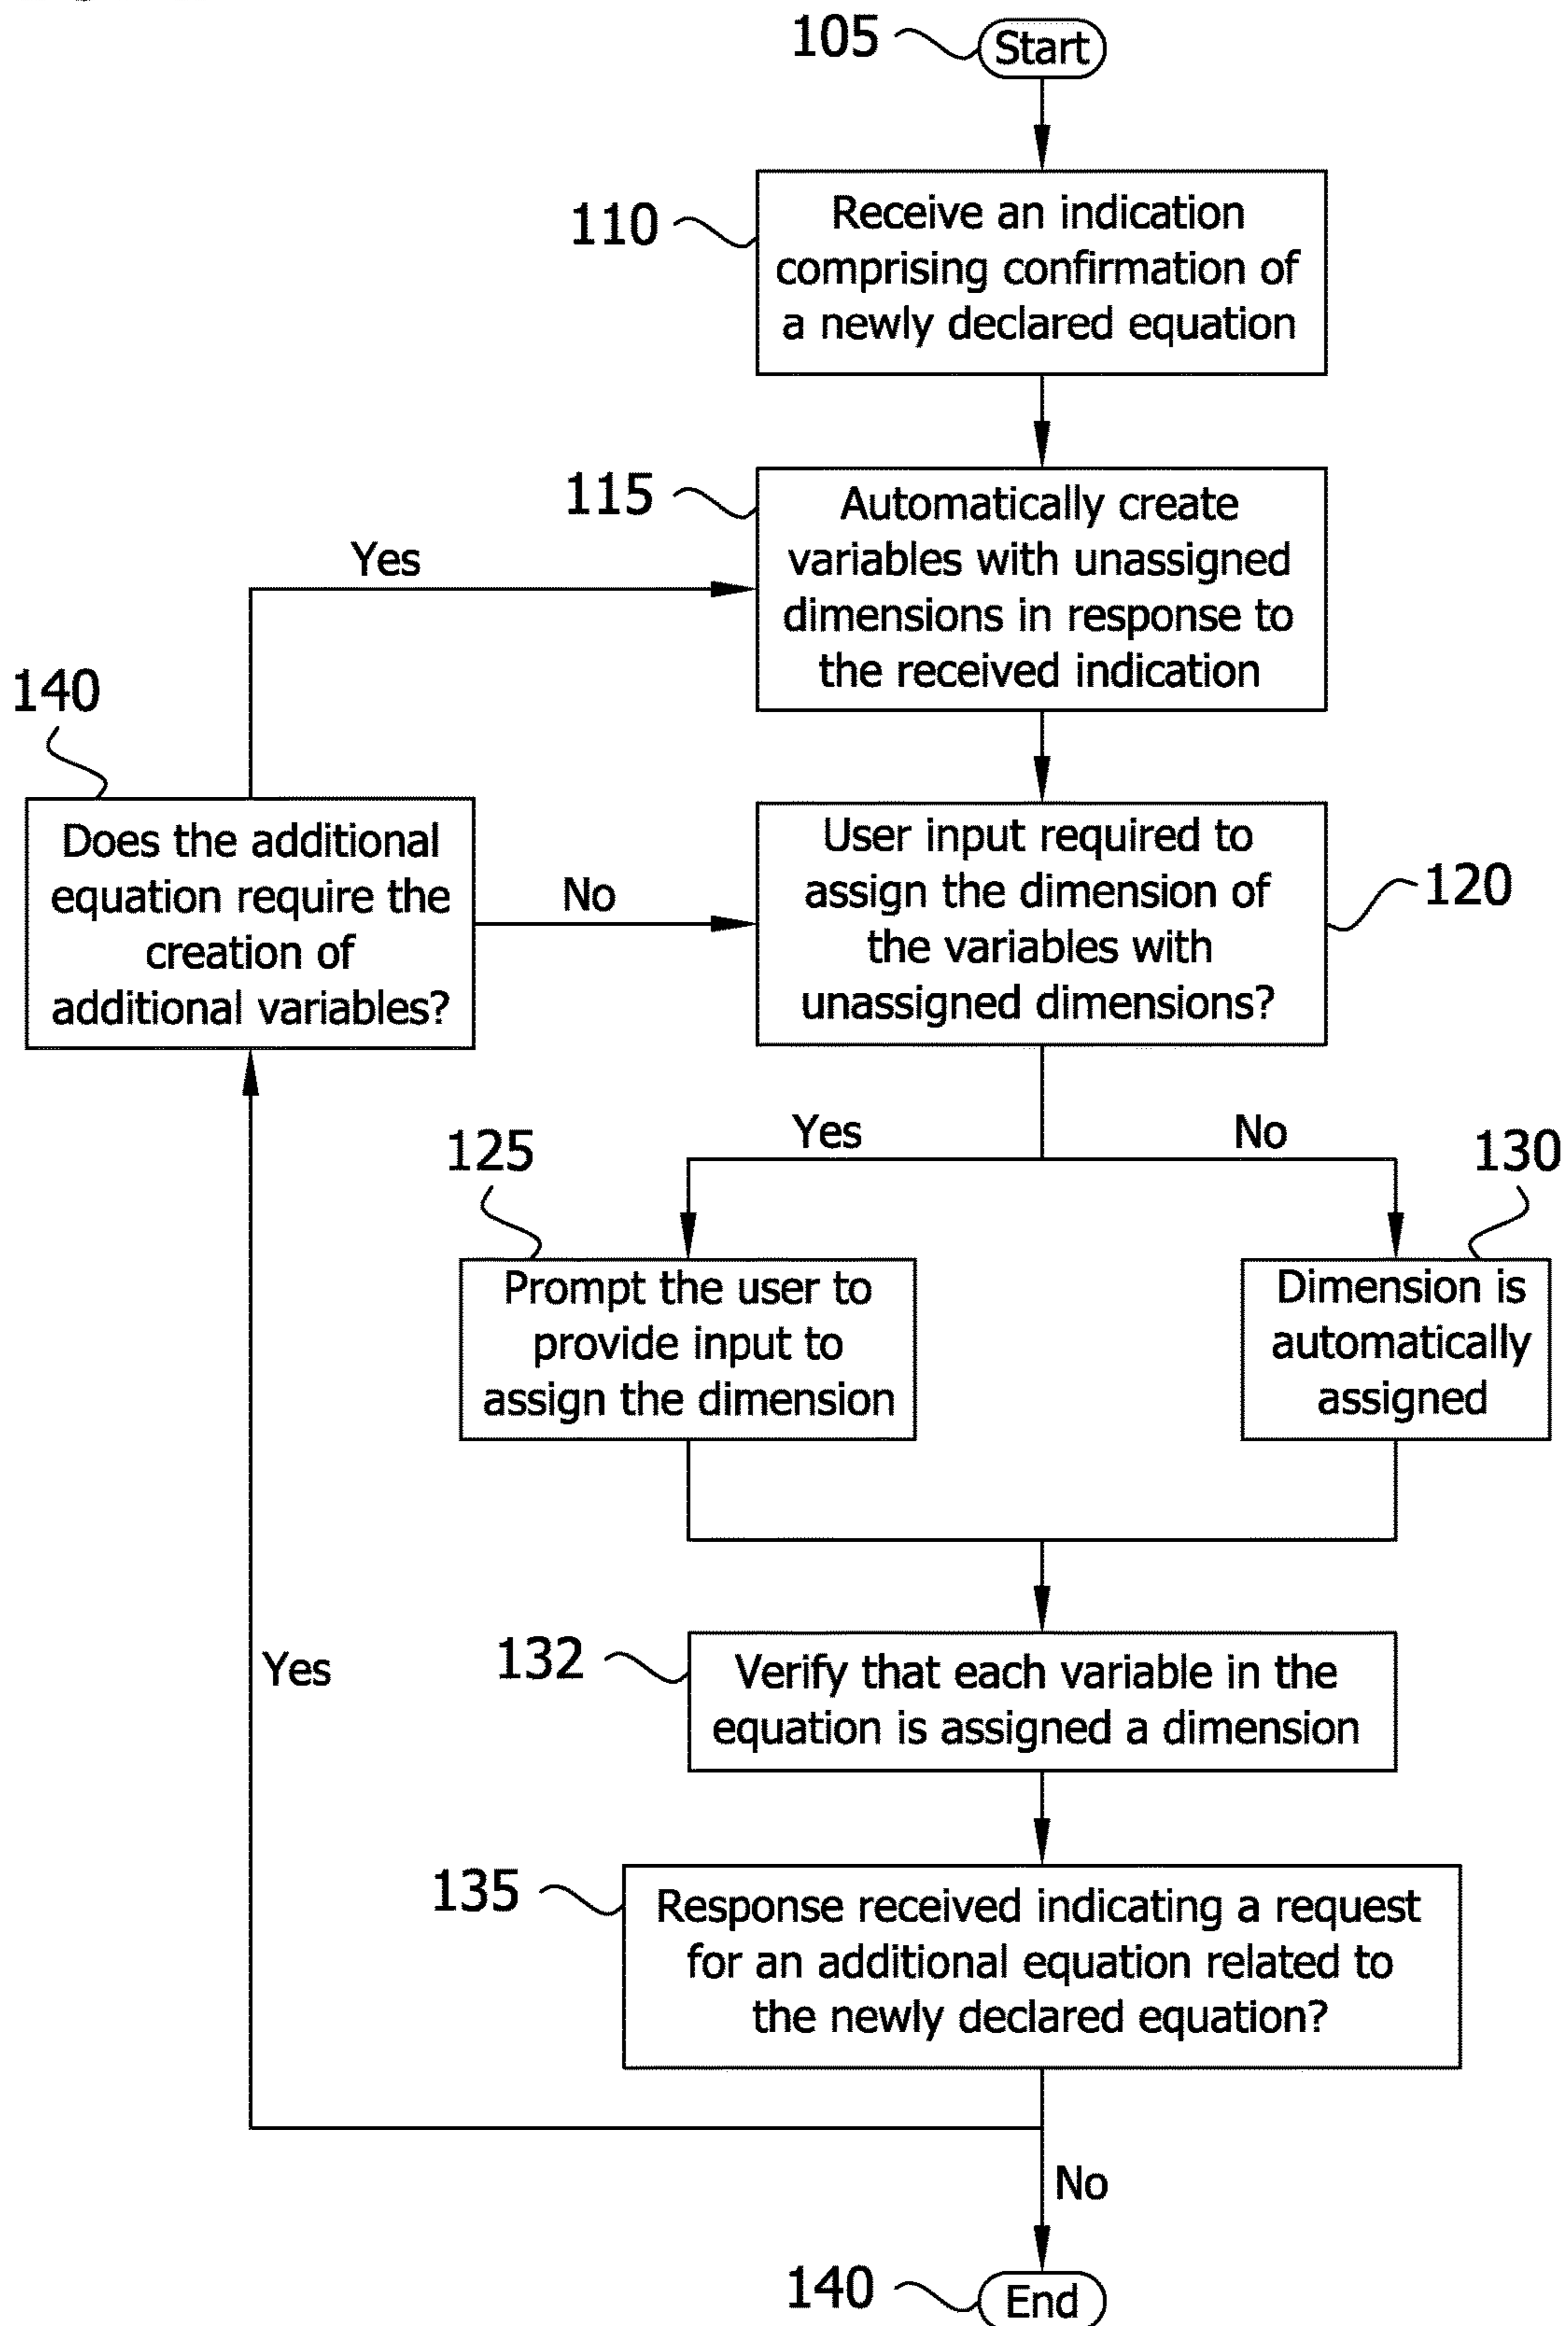 105
Start
110
Receive an indication
comprising confirmation of
a newly declared equation
115
Automatically create
variables with unassigned
dimensions in response to
the received indication
Yes
140
Does the additional
equation require the
creation of
additional variables?
No
User input required to
assign the dimension of
the variables with
unassigned dimensions?
120
Yes
No
125
130
Prompt the user to
provide input to
assign the dimension
Dimension is
automatically
assigned
132
Verify that each variable in the
equation is assigned a dimension
Yes
135
Response received indicating a request
for an additional equation related to
the newly declared equation?
No
140
End